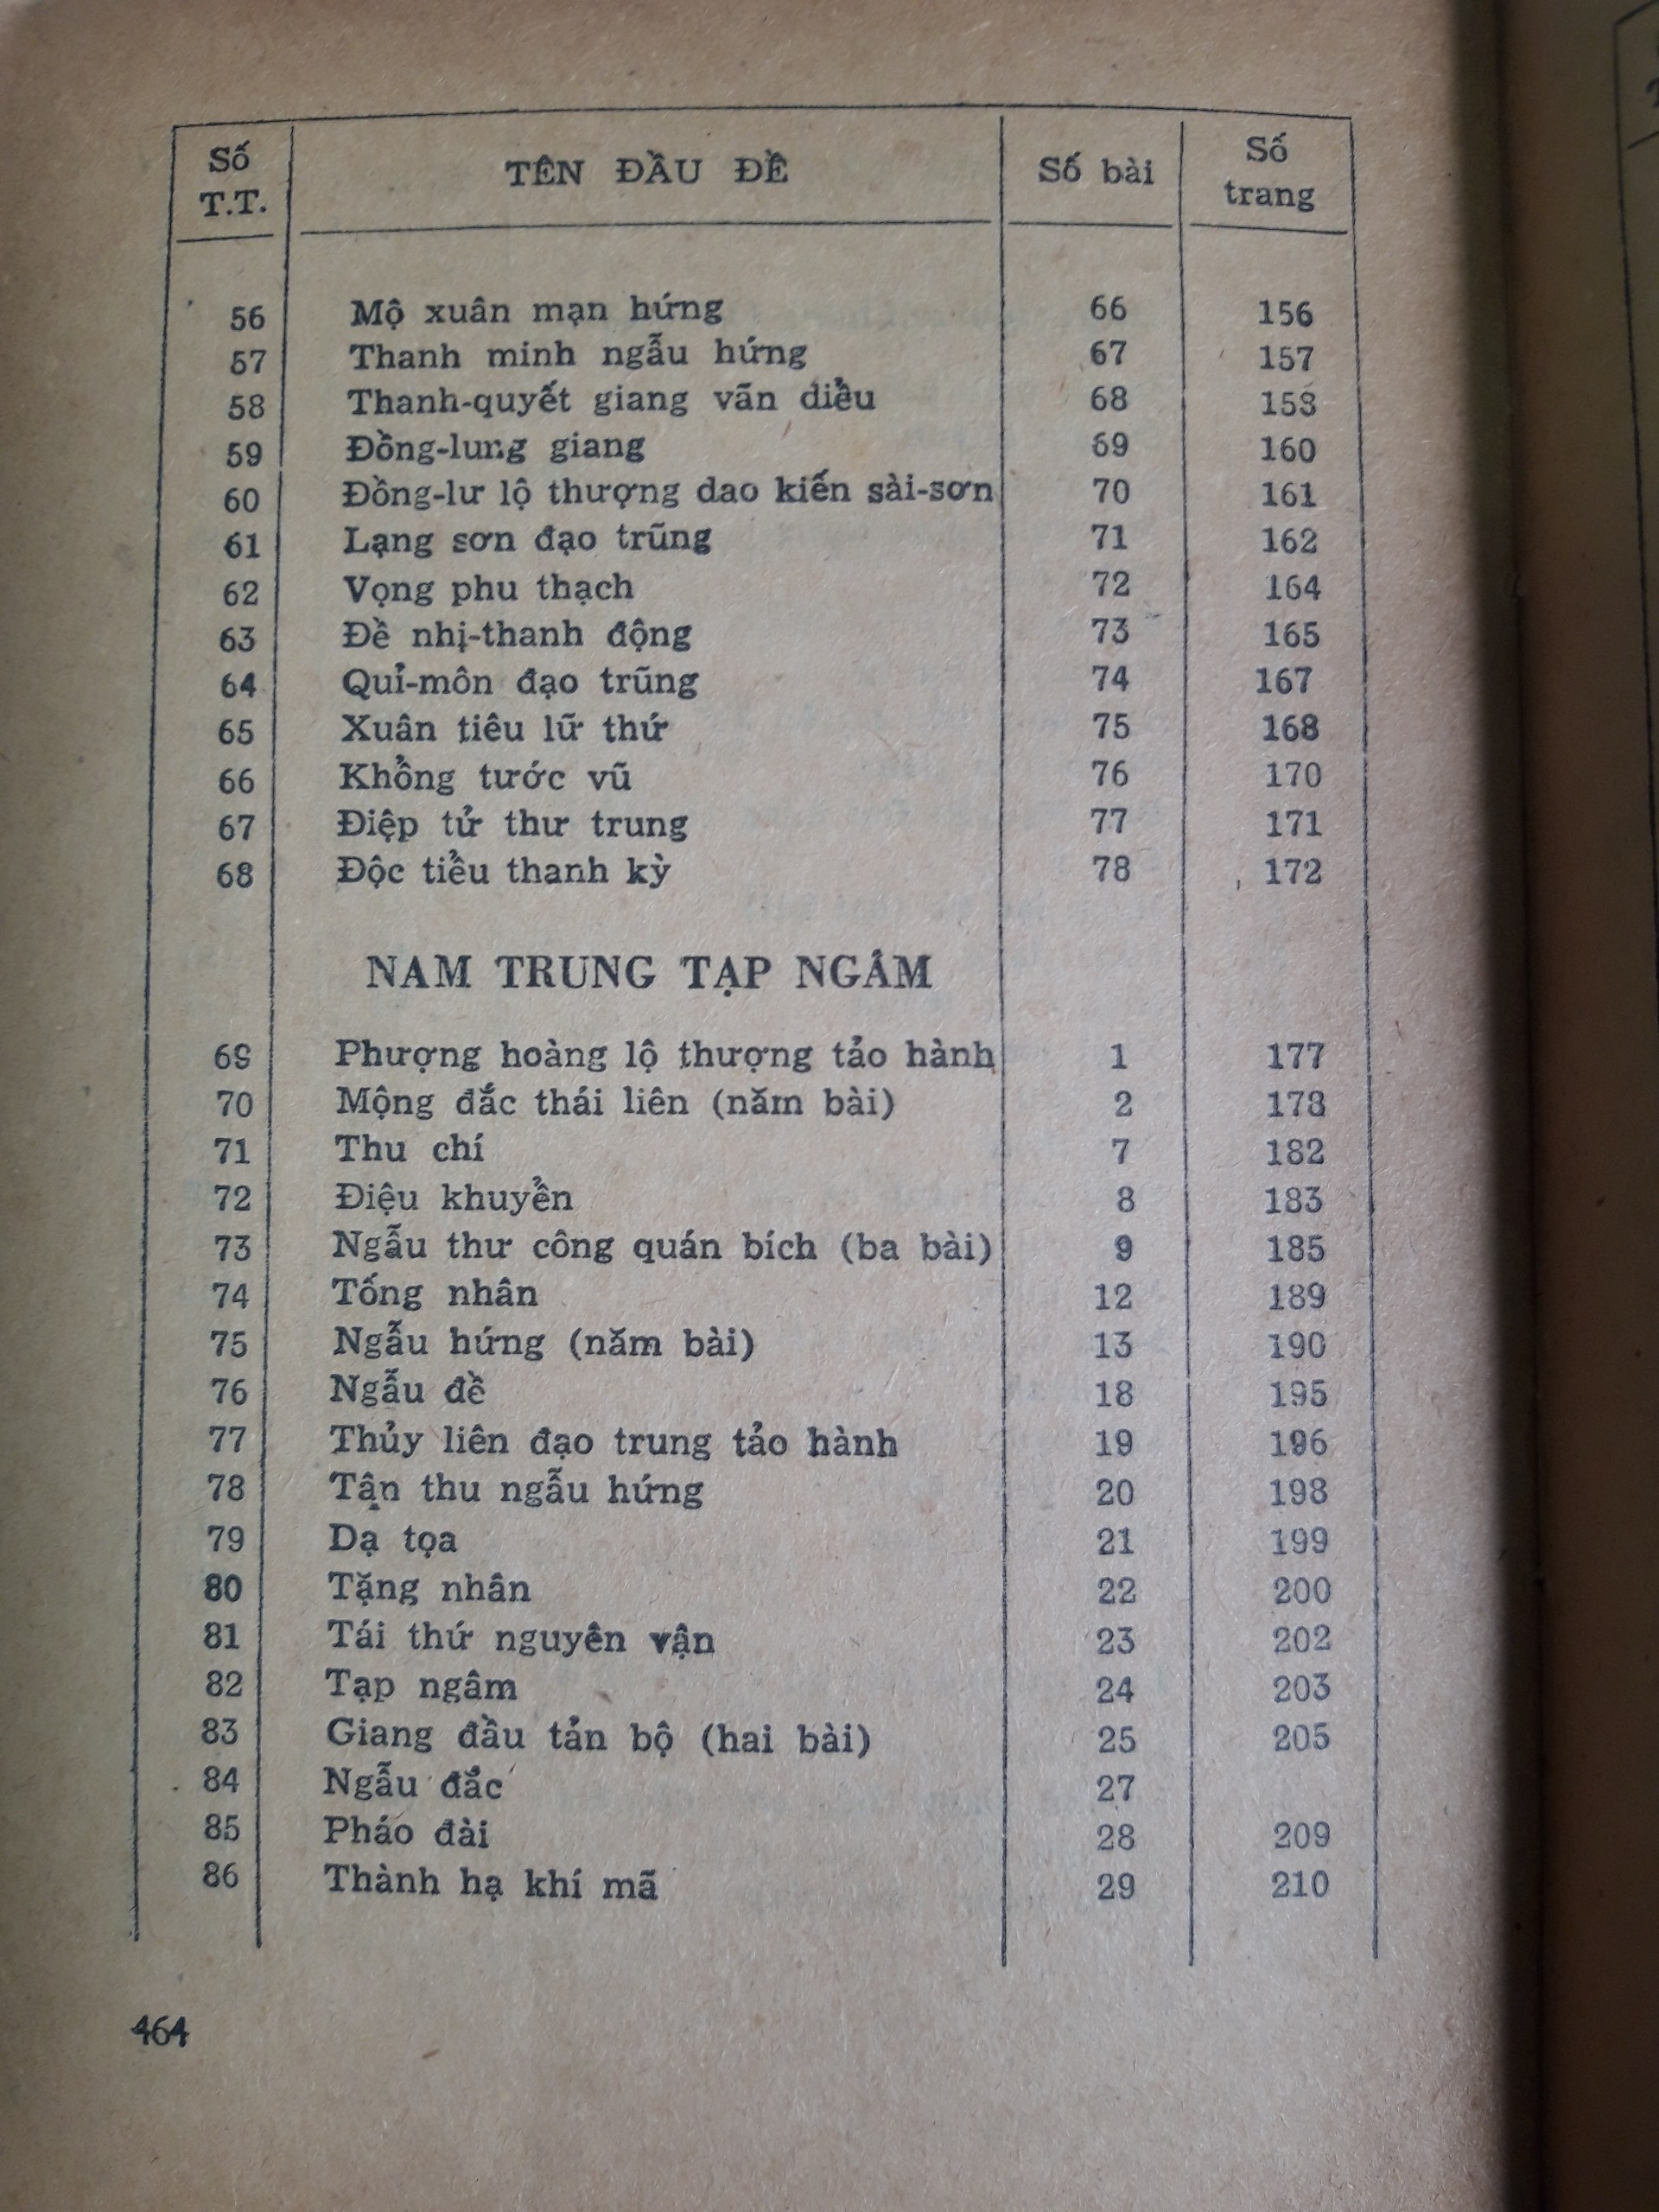 Số T.T. TÊN ĐẦU ĐỀ Số bài Số trang
56 Mộ xuân mạn hứng 66 156
57 Thanh minh ngẫu hứng 67 157
58 Thanh-quyết giang vãn diểu 68 158
59 Đồng-lung giang 69 160
60 Đồng-lư lộ thượng dao kiến sài-sơn 70 161
61 Lạng sơn đạo trũng 71 162
62 Vọng phu thạch 72 164
63 Đề nhị-thanh động 73 165
64 Quỉ-môn đạo trũng 74 167
65 Xuân tiêu lữ thứ 75 168
66 Khổng tước vũ 76 170
67 Điệp tử thư trung 77 171
68 Độc tiểu thanh kỳ 78 172
NAM TRUNG TẠP NGÂM
69 Phượng hoàng lộ thượng tảo hành 1 177
70 Mộng đắc thái liên (năm bài) 2 178
71 Thu chí 7 182
72 Điệu khuyển 8 183
73 Ngẫu thư công quán bích (ba bài) 9 185
74 Tống nhân 12 189
75 Ngẫu hứng (năm bài) 13 190
76 Ngẫu đề 18 195
77 Thủy liên đạo trung tảo hành 19 196
78 Tận thu ngẫu hứng 20 198
79 Dạ tọa 21 199
80 Tặng nhân 22 200
81 Tái thứ nguyên vận 23 202
82 Tạp ngâm 24 203
83 Giang đầu tản bộ (hai bài) 25 205
84 Ngẫu đắc 27
85 Pháo đài 28 209
86 Thành hạ khí mã 29 210
464